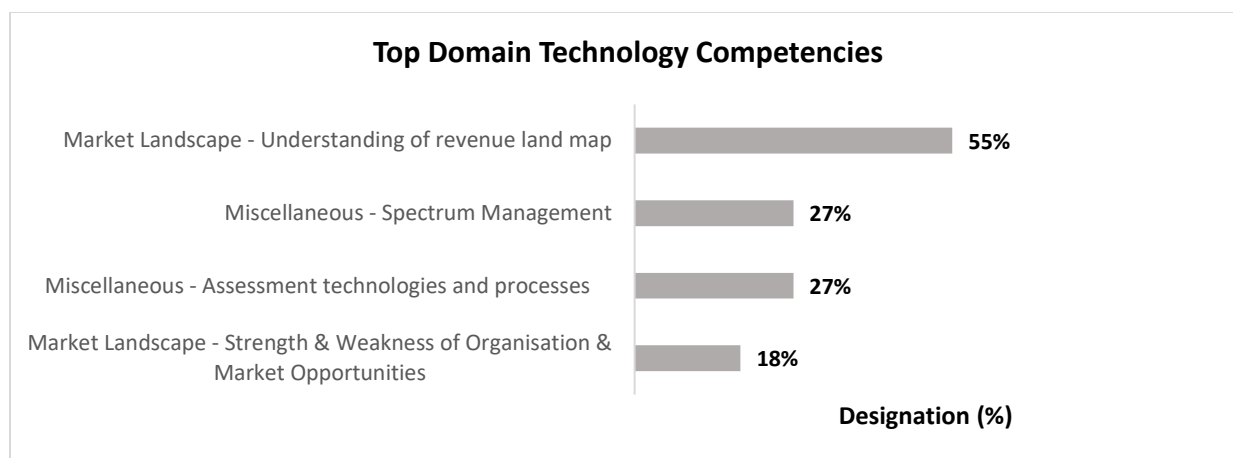 Top Domain Technology Competencies
Market Landscape - Understanding of revenue land map
55%
Miscellaneous - Spectrum Management
27%
Miscellaneous - Assessment technologies and processes
27%
Market Landscape - Strength & Weakness of Organisation &
Market Opportunities
18%
Designation (%)